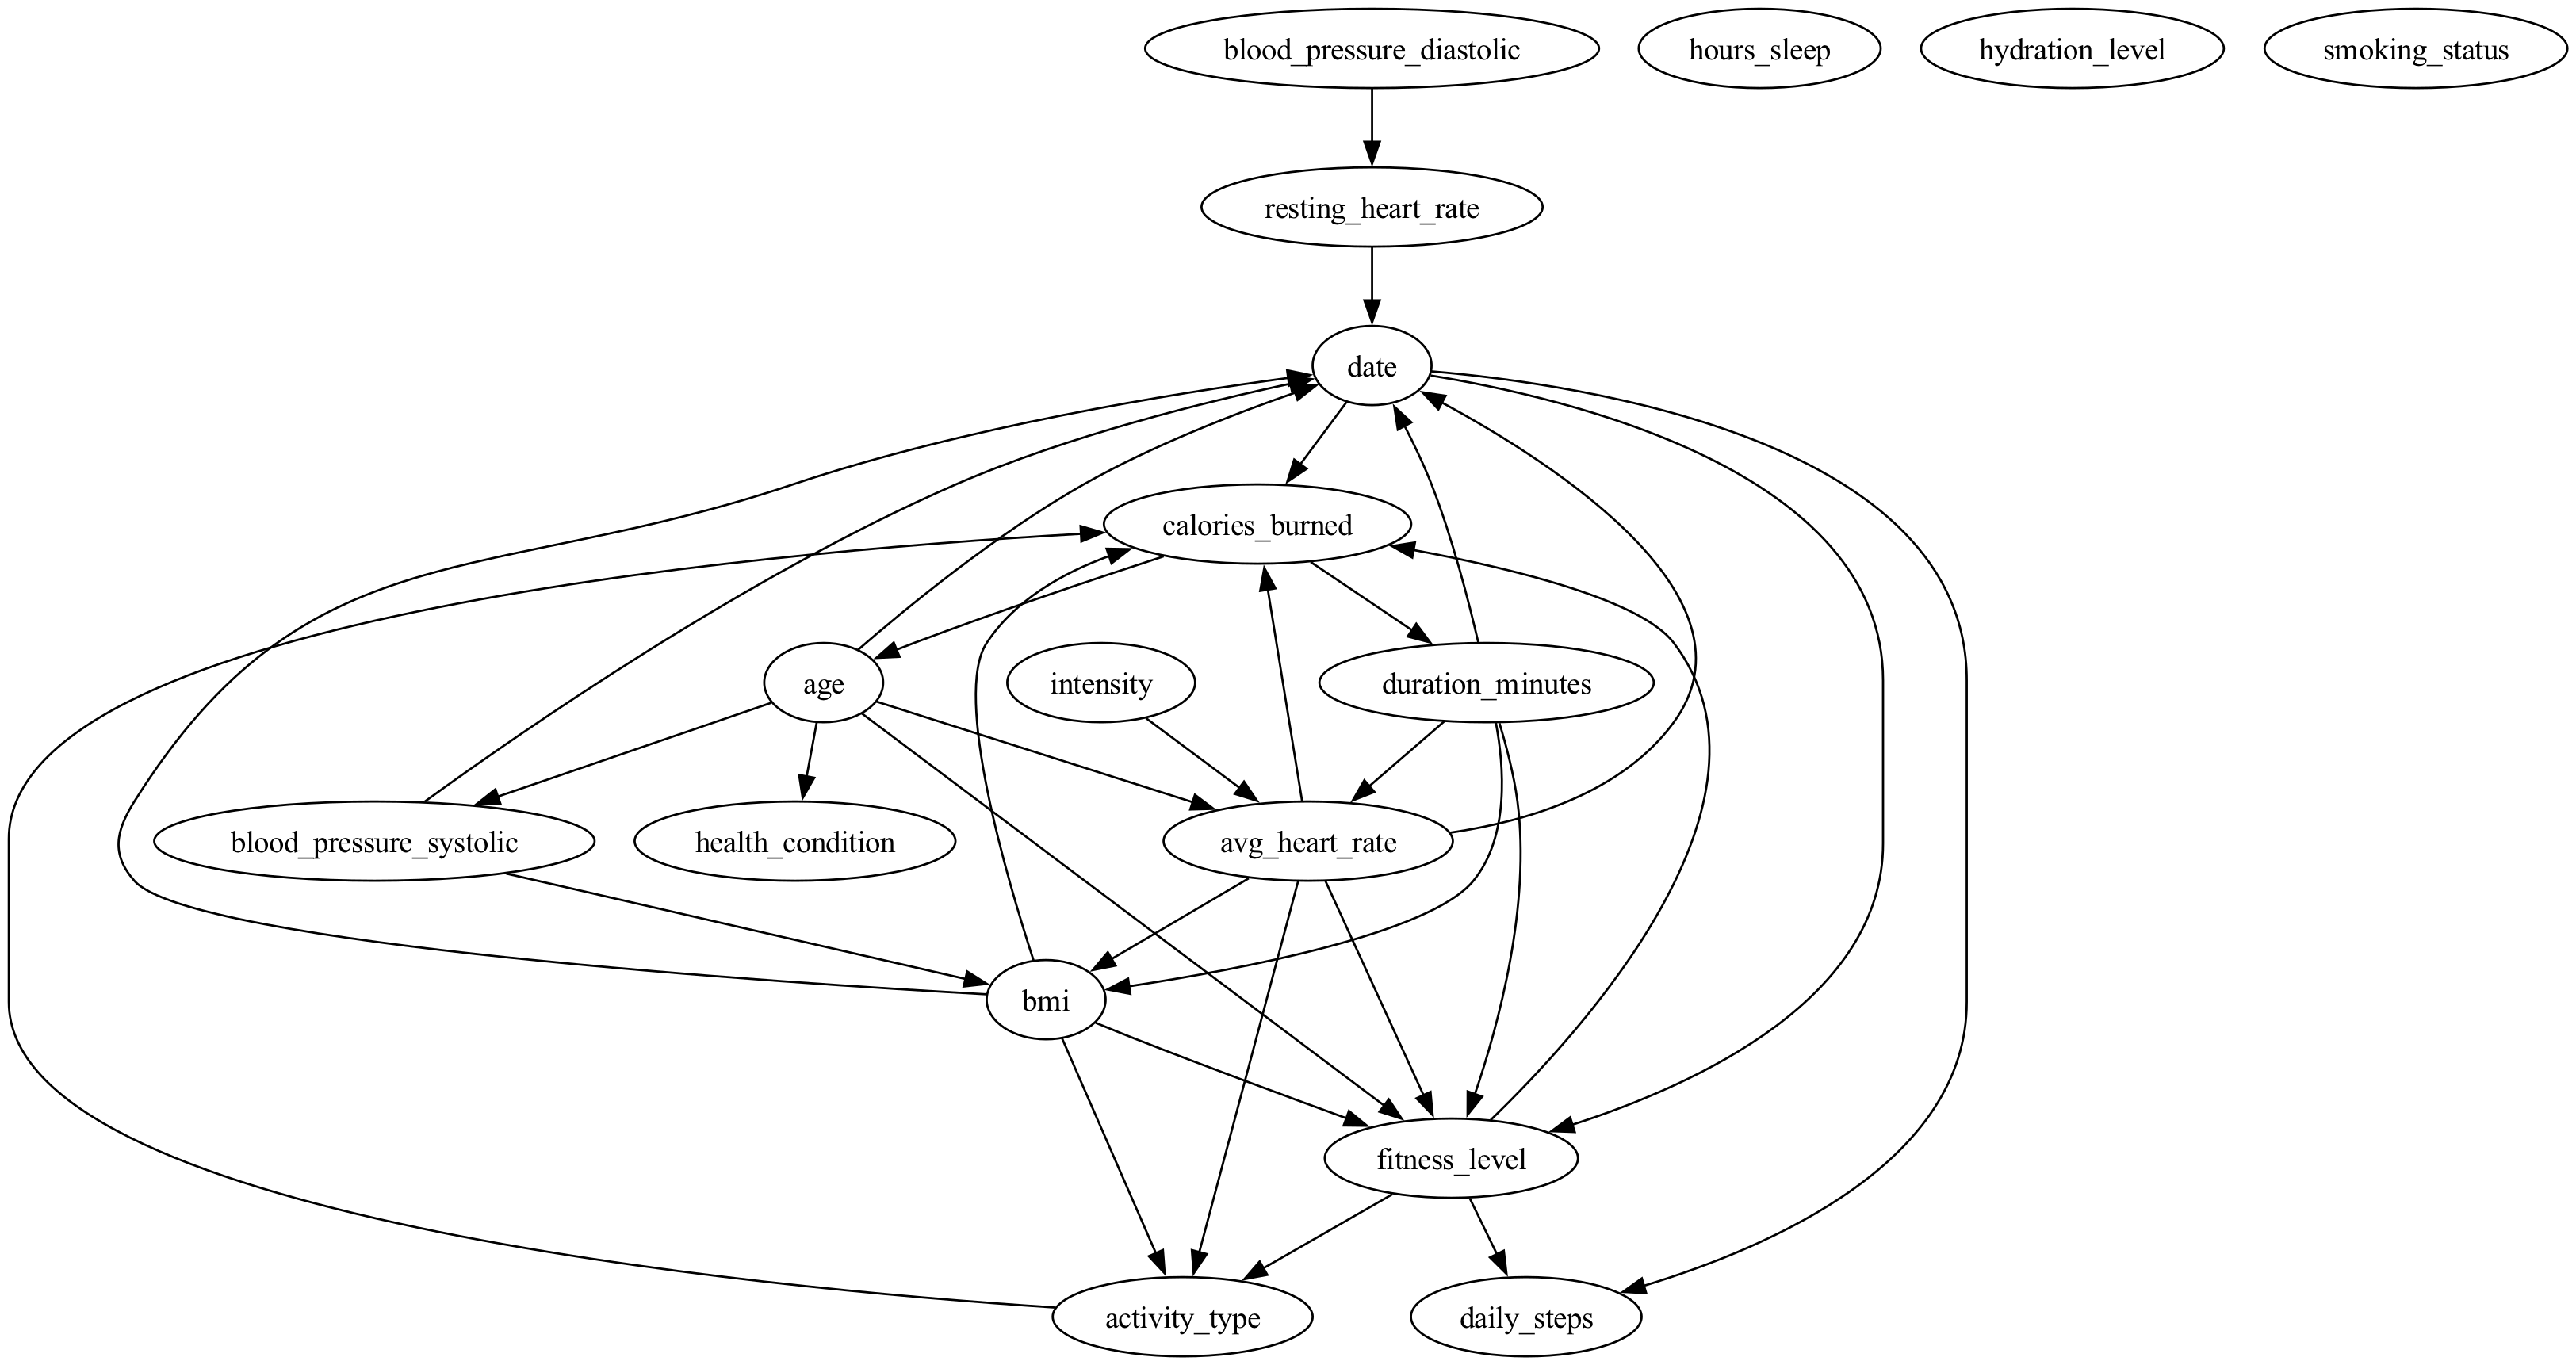 blood_pressure_diastolic
hours_sleep
hydration_level
smoking_status
resting_heart_rate
date
calories_burned
age
intensity
duration_minutes
blood_pressure_systolic
health_condition
avg_heart_rate
bmi
fitness_level
activity_type
daily_steps